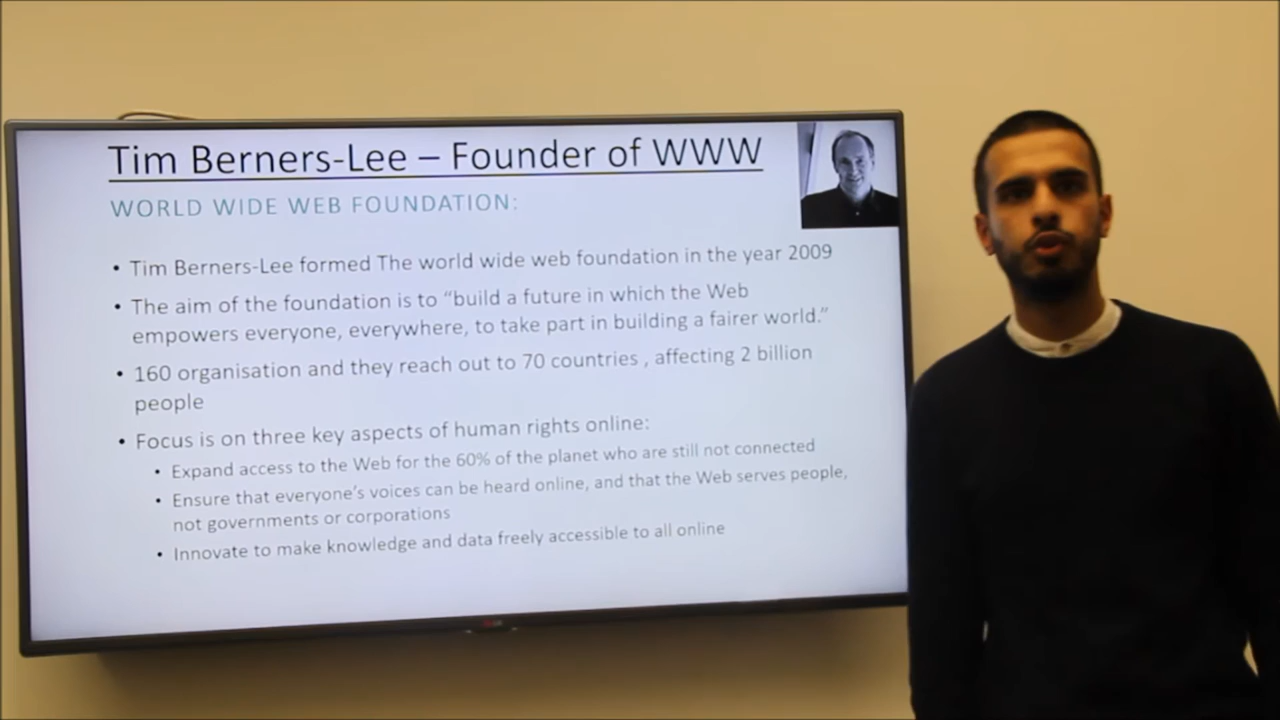 Tim Berners-Lee – Founder of WWW
WORLD WIDE WEB FOUNDATION:
• Tim Berners-Lee formed The world wide web foundation in the year 2009
• The aim of the foundation is to “build a future in which the Web
empowers everyone, everywhere, to take part in building a fairer world.”
• 160 organisation and they reach out to 70 countries , affecting 2 billion
people
• Focus is on three key aspects of human rights online:
• Expand access to the Web for the 60% of the planet who are still not connected
• Ensure that everyone’s voices can be heard online, and that the Web serves people,
not governments or corporations
• Innovate to make knowledge and data freely accessible to all online